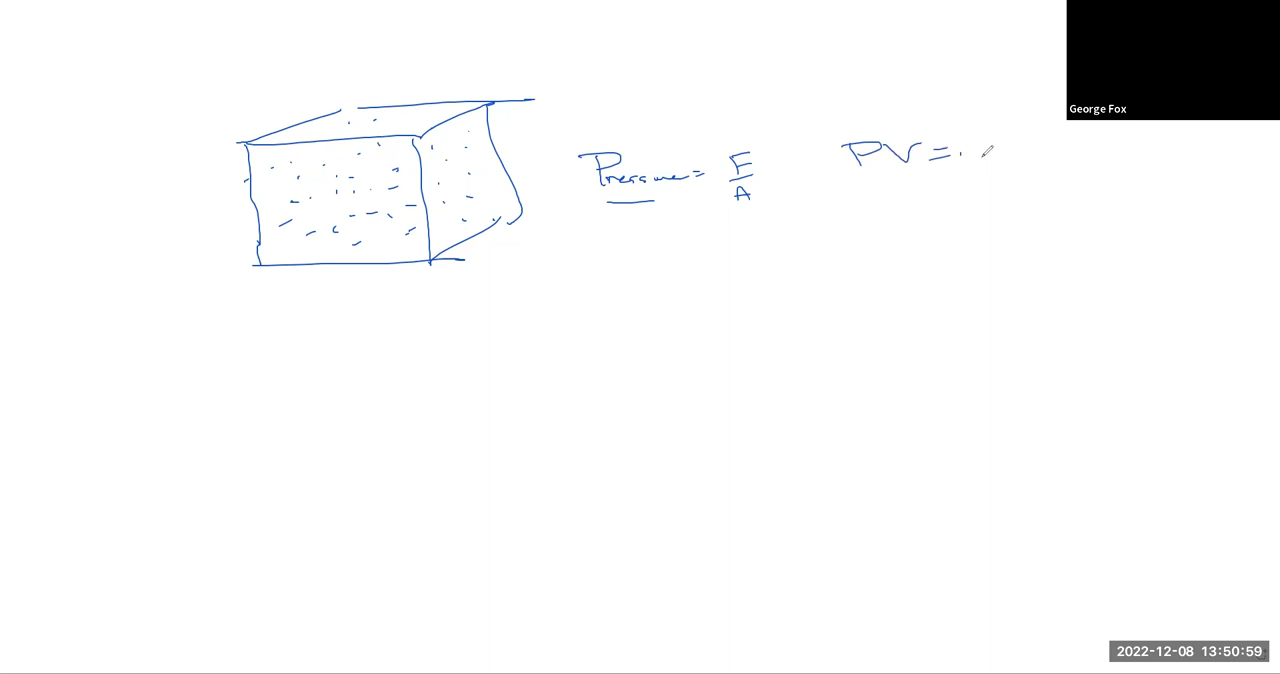 George Fox
Pressure = F/A
PV =
2022-12-08 13:50:59